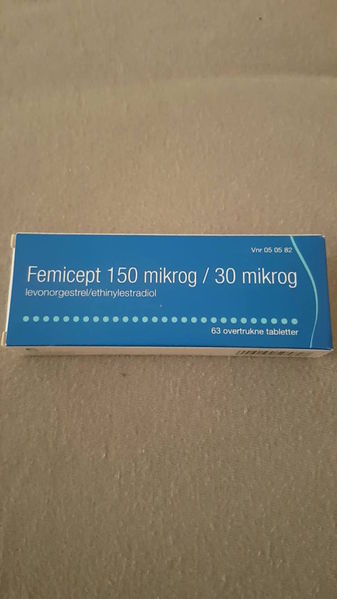 Vnr 05 05 82
Femicept 150 mikrog / 30 mikrog
levonorgestrel/ethinylestradiol
63 overtrukne tabletter